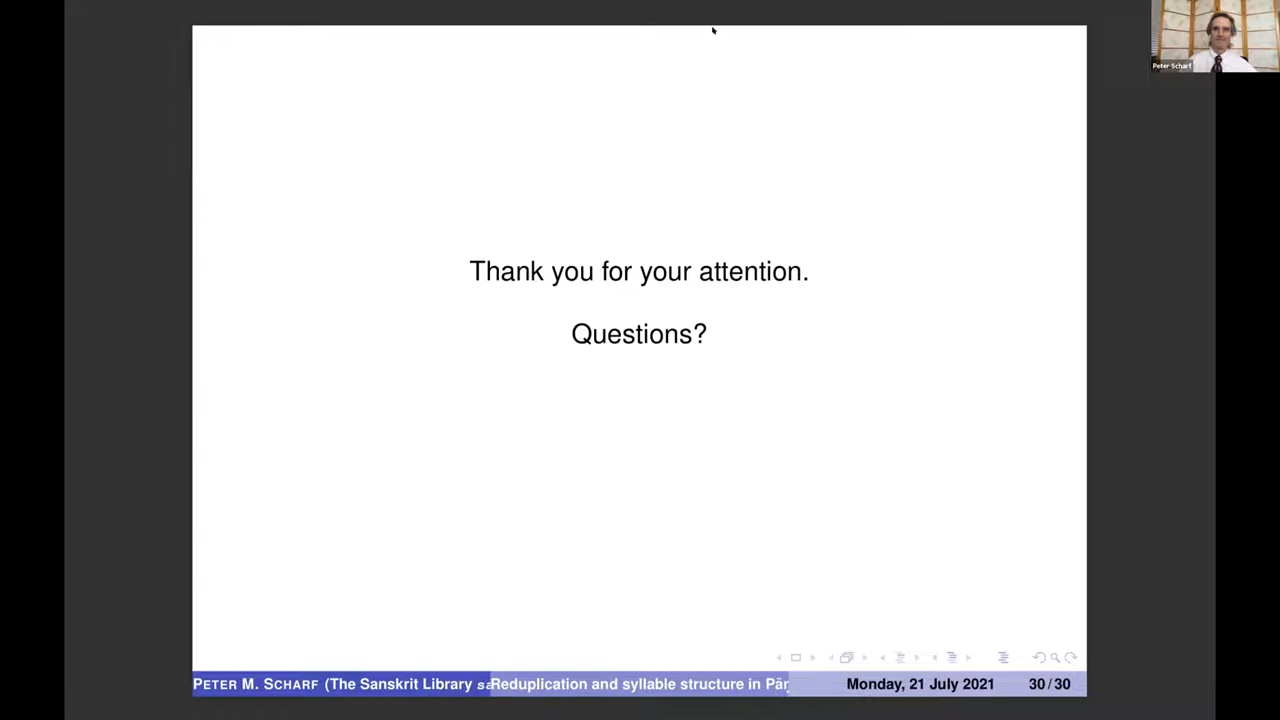 Peter Scharf
Thank you for your attention.
Questions?
PETER M. SCHARF (The Sanskrit Library
Reduplication and syllable structure in
Monday, 21 July 2021
30 / 30